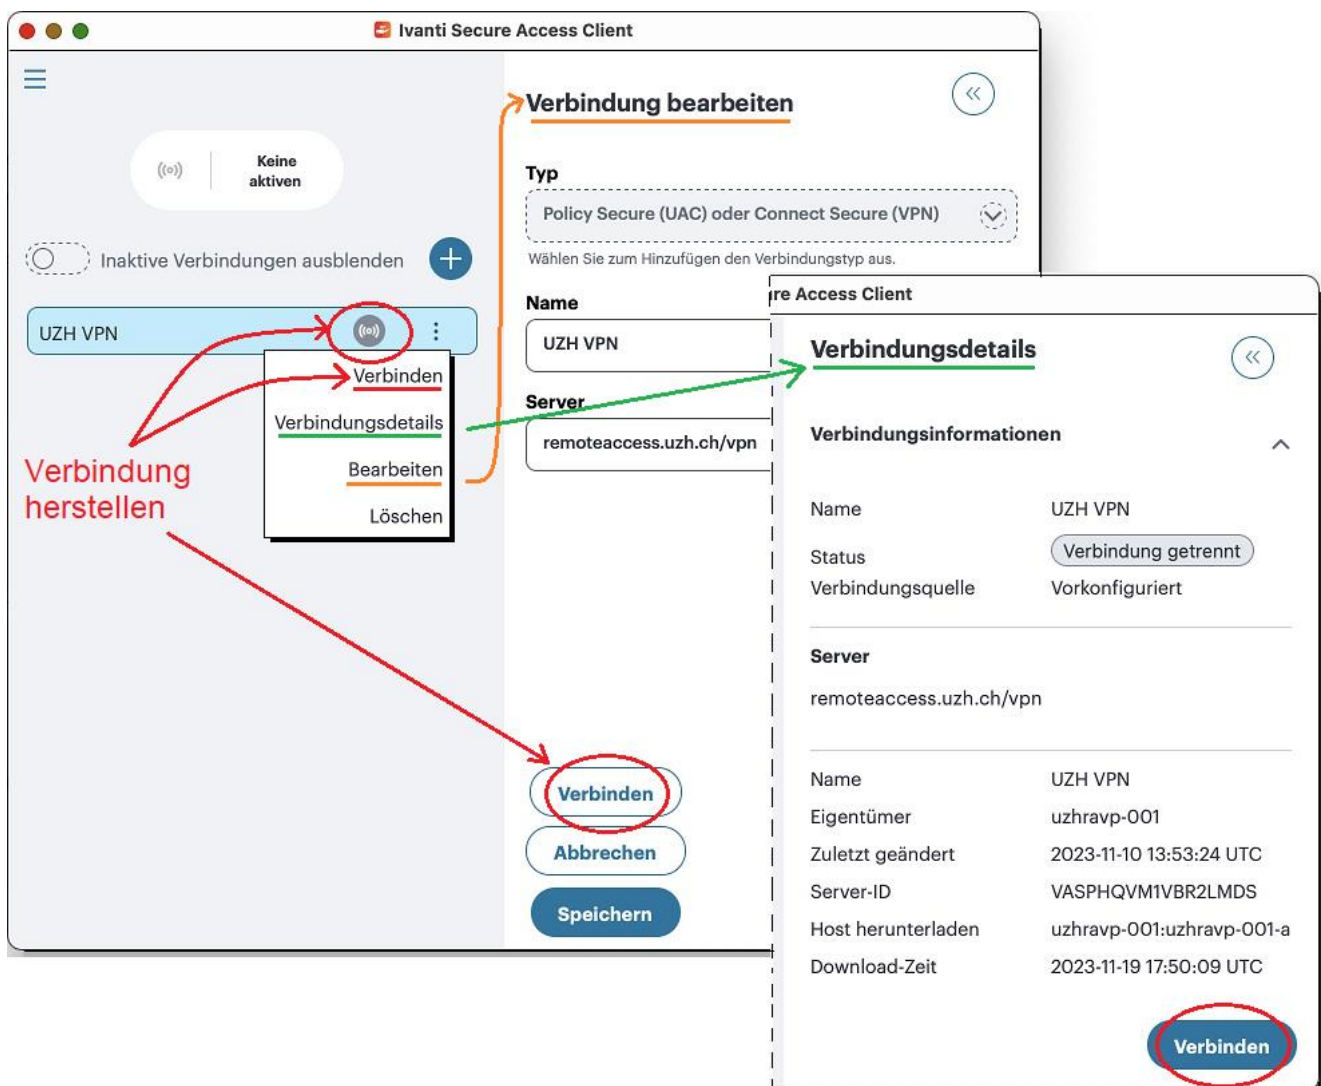 Ivanti Secure Access Client
Keine
aktiven
Inaktive Verbindungen ausblenden
UZH VPN
Verbinden
Verbindungsdetails
Bearbeiten
Löschen
Verbindung
herstellen
Verbindung bearbeiten
Typ
Policy Secure (UAC) oder Connect Secure (VPN)
Wählen Sie zum Hinzufügen den Verbindungstyp aus.
Name
UZH VPN
Server
remoteaccess.uzh.ch/vpn
Verbinden
Abbrechen
Speichern
re Access Client
Verbindungsdetails
Verbindungsinformationen
Name UZH VPN
Status Verbindung getrennt
Verbindungsquelle Vorkonfiguriert
Server
remoteaccess.uzh.ch/vpn
Name UZH VPN
Eigentümer uzhravp-001
Zuletzt geändert 2023-11-10 13:53:24 UTC
Server-ID VASPHQVM1VBR2LMDS
Host herunterladen uzhravp-001:uzhravp-001-a
Download-Zeit 2023-11-19 17:50:09 UTC
Verbinden